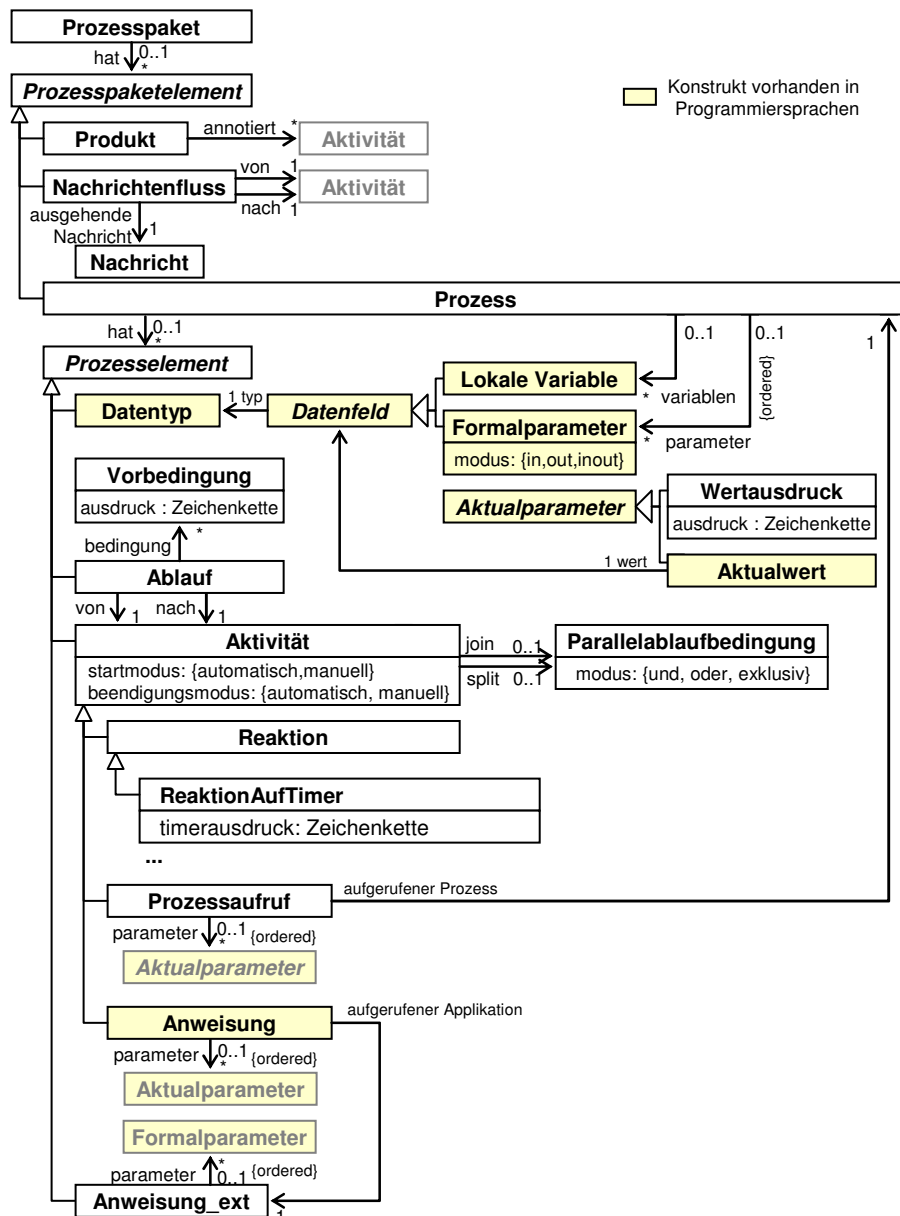 Prozesspaket
hat 0..1
*
Prozesspaketelement
Konstrukt vorhanden in
Programmiersprachen
Produkt annotiert * Aktivität
Nachrichtenfluss von 1 Aktivität
nach 1
ausgehende
Nachricht 1
Nachricht
Prozess
hat 0..1
*
0..1 0..1 1
Prozesselement
Lokale Variable
* variablen
{ordered}
Datentyp 1 typ Datenfeld
Formalparameter
* parameter
modus: {in,out,inout}
Vorbedingung
ausdruck : Zeichenkette
Aktualparameter
Wertausdruck
ausdruck : Zeichenkette
bedingung *
1 wert Aktualwert
Ablauf
von 1 nach 1
Aktivität
startmodus: {automatisch,manuell}
beendigungsmodus: {automatisch, manuell}
join 0..1
split 0..1
Parallelablaufbedingung
modus: {und, oder, exklusiv}
Reaktion
ReaktionAufTimer
timerausdruck: Zeichenkette
...
Prozessaufruf aufgerufener Prozess
parameter 0..1 {ordered}
*
Aktualparameter
Anweisung aufgerufener Applikation
parameter 0..1 {ordered}
*
Aktualparameter
Formalparameter
*
parameter 0..1 {ordered}
Anweisung_ext 1